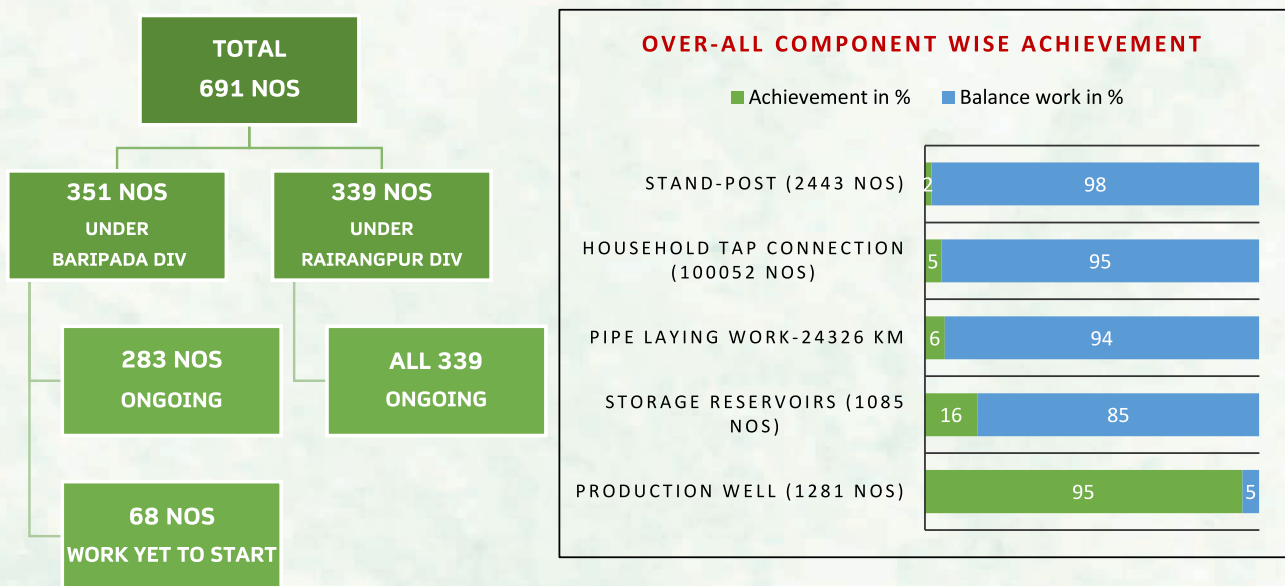 TOTAL
691 NOS
351 NOS
UNDER
BARIPADA DIV
339 NOS
UNDER
RAIRANGPUR DIV
283 NOS
ONGOING
ALL 339
ONGOING
68 NOS
WORK YET TO START
OVER-ALL COMPONENT WISE ACHIEVEMENT
Achievement in %
Balance work in %
STAND-POST (2443 NOS)
2
98
HOUSEHOLD TAP CONNECTION
(100052 NOS)
5
95
PIPE LAYING WORK-24326 KM
6
94
STORAGE RESERVOIRS (1085
NOS)
16
85
PRODUCTION WELL (1281 NOS)
95
5